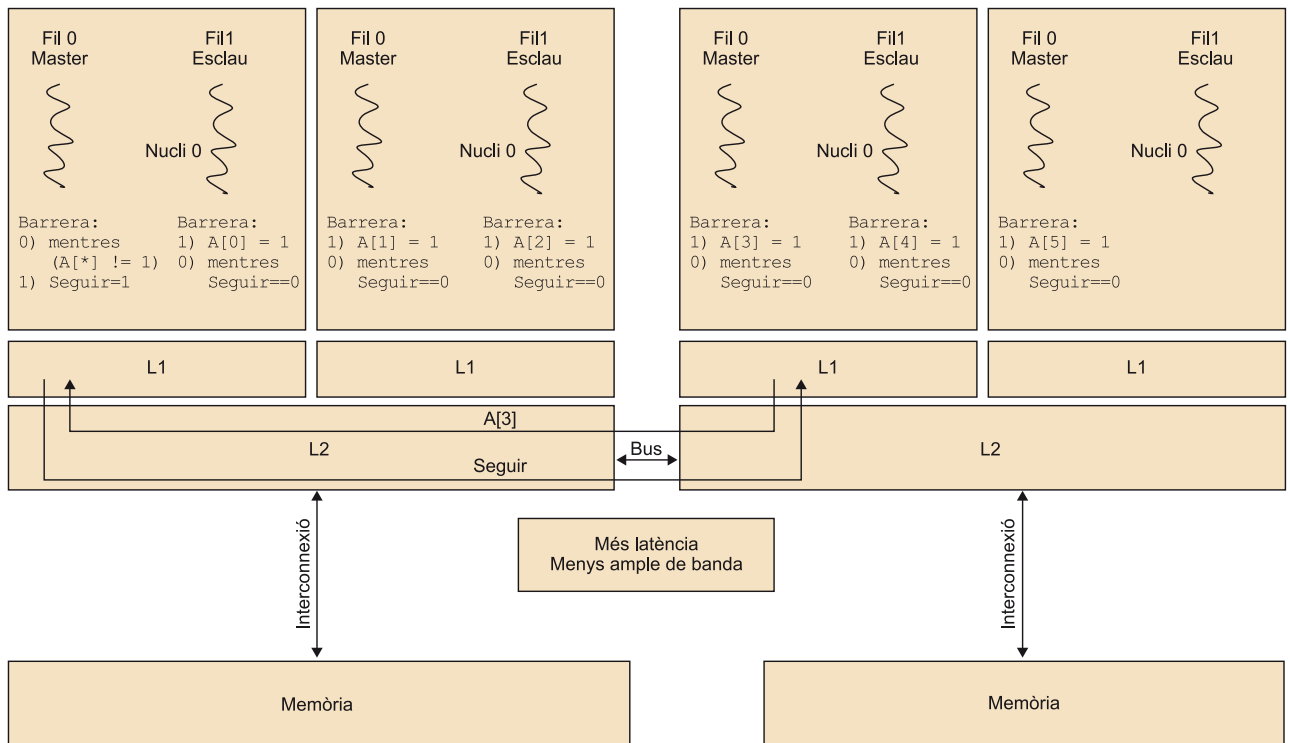 Fil 0
Master
Fil1
Esclau
Nucli 0
Barrera:
0) mentres
(A[*] != 1)
1) Seguir=1
Barrera:
1) A[0] = 1
0) mentres
Seguir==0
Fil 0
Master
Fil1
Esclau
Nucli 0
Barrera:
1) A[1] = 1
0) mentres
Seguir==0
Barrera:
1) A[2] = 1
0) mentres
Seguir==0
Fil 0
Master
Fil1
Esclau
Nucli 0
Barrera:
1) A[3] = 1
0) mentres
Seguir==0
Barrera:
1) A[4] = 1
0) mentres
Seguir==0
Fil 0
Master
Fil1
Esclau
Nucli 0
Barrera:
1) A[5] = 1
0) mentres
Seguir==0
L1
L1
L1
L1
A[3]
L2
Bus
L2
Seguir
Interconnexió
Més latència
Menys ample de banda
Interconnexió
Memòria
Memòria